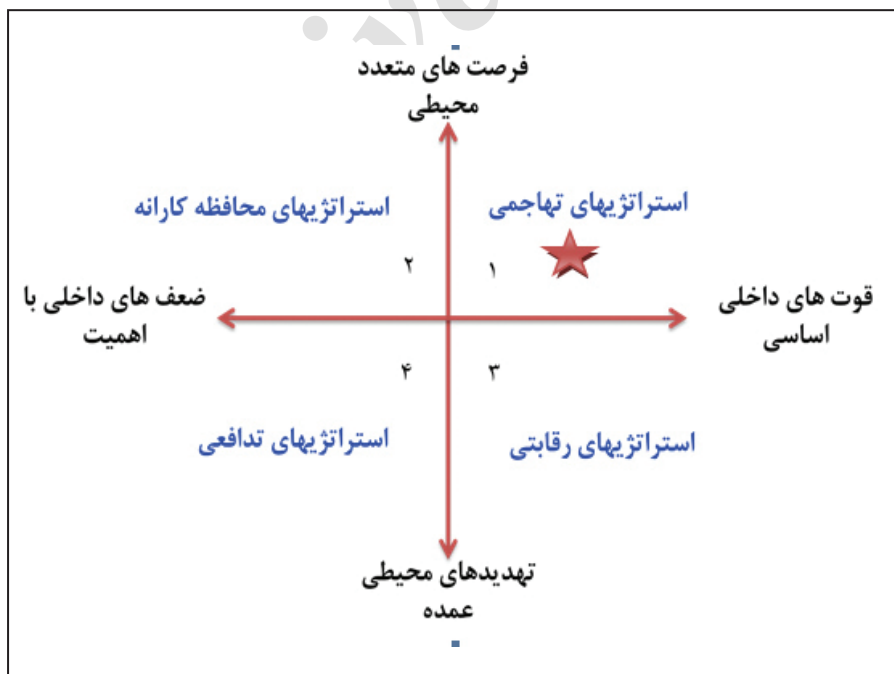 فرصت های متعدد
محیطی
استراتژیهای تهاجمی
استراتژیهای محافظه کارانه
۱
۲
قوت های داخلی
اساسی
ضعف های داخلی با
اهمیت
۳
۴
استراتژیهای رقابتی
استراتژیهای تدافعی
تهدیدهای محیطی
عمده